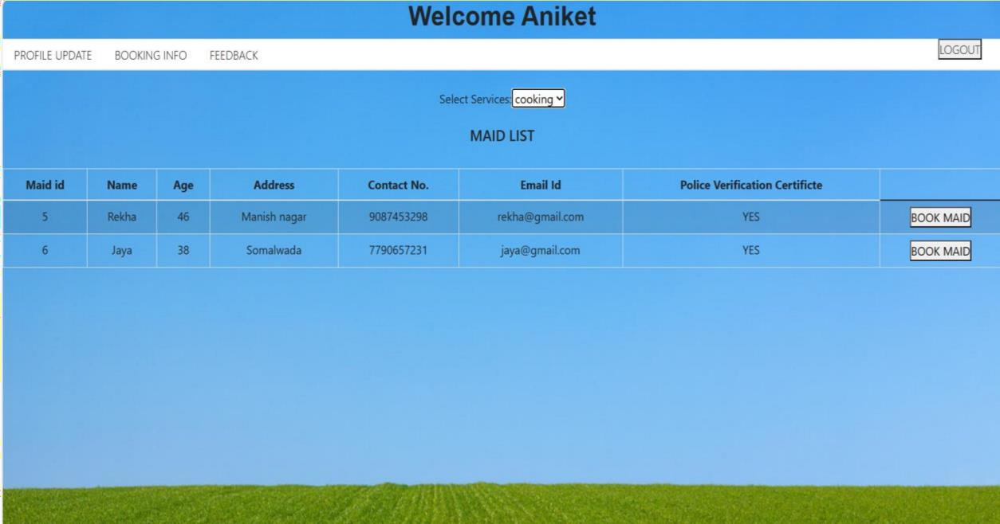 Welcome Aniket
PROFILE UPDATE BOOKING INFO FEEDBACK LOGOUT
Select Services: cooking
MAID LIST
Maid id Name Age Address Contact No. Email Id Police Verification Certificte
5 Rekha 46 Manish nagar 9087453298 rekha@gmail.com YES BOOK MAID
6 Jaya 38 Somalwada 7790657231 jaya@gmail.com YES BOOK MAID